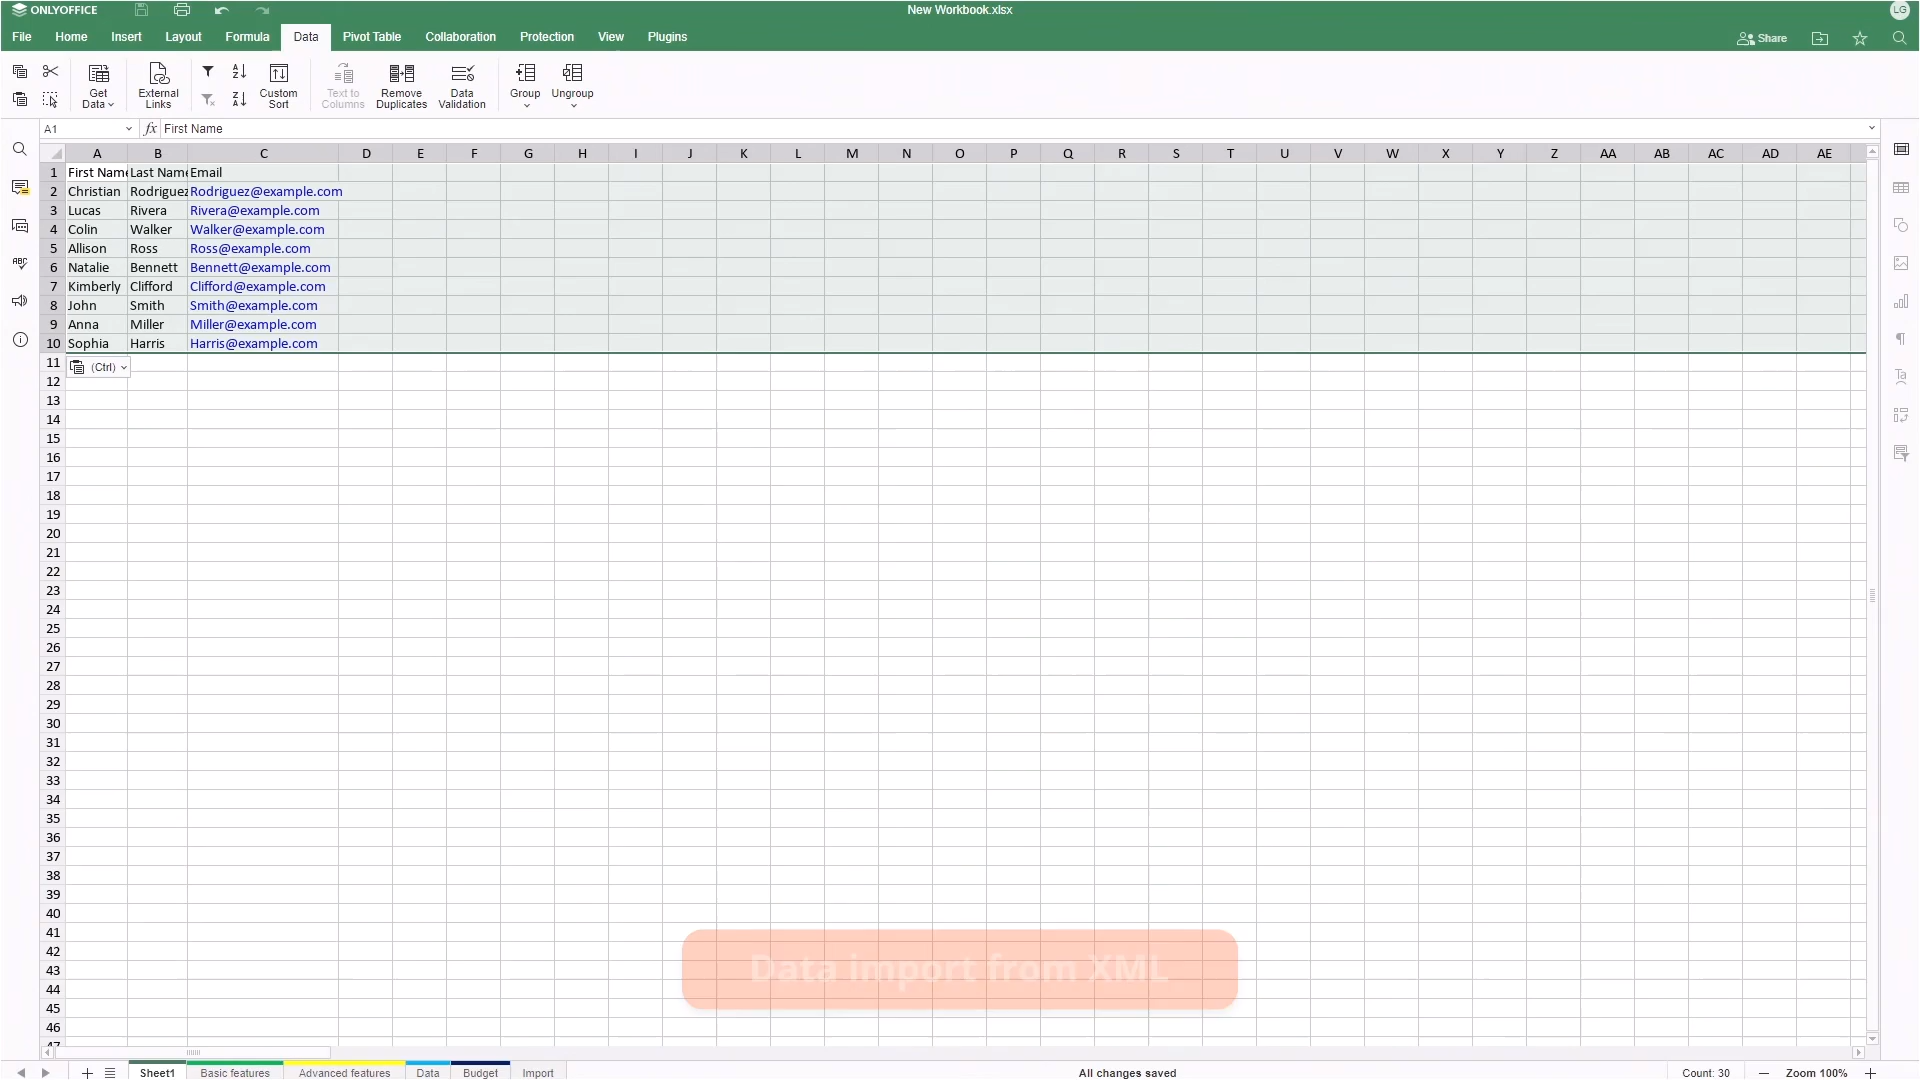 ONLYOFFICE
New Workbook.xlsx
LG
File Home Insert Layout Formula Data Pivot Table Collaboration Protection View Plugins
Share
Get Data
External Links
Custom Sort
Text to Columns
Remove Duplicates
Data Validation
Group
Ungroup
A1
fx First Name
A B C D E F G H I J K L M N O P Q R S T U V W X Y Z AA AB AC AD AE
1 First Name Last Name Email
2 Christian Rodriguez Rodriguez@example.com
3 Lucas Rivera Rivera@example.com
4 Colin Walker Walker@example.com
5 Allison Ross Ross@example.com
6 Natalie Bennett Bennett@example.com
7 Kimberly Clifford Clifford@example.com
8 John Smith Smith@example.com
9 Anna Miller Miller@example.com
10 Sophia Harris Harris@example.com
11 (Ctrl)
12
13
14
15
16
17
18
19
20
21
22
23
24
25
26
27
28
29
30
31
32
33
34
35
36
37
38
39
40
41
42
43
44
45
46
47
Data import from XML
Sheet1 Basic features Advanced features Data Budget Import
All changes saved
Count: 30
Zoom 100%